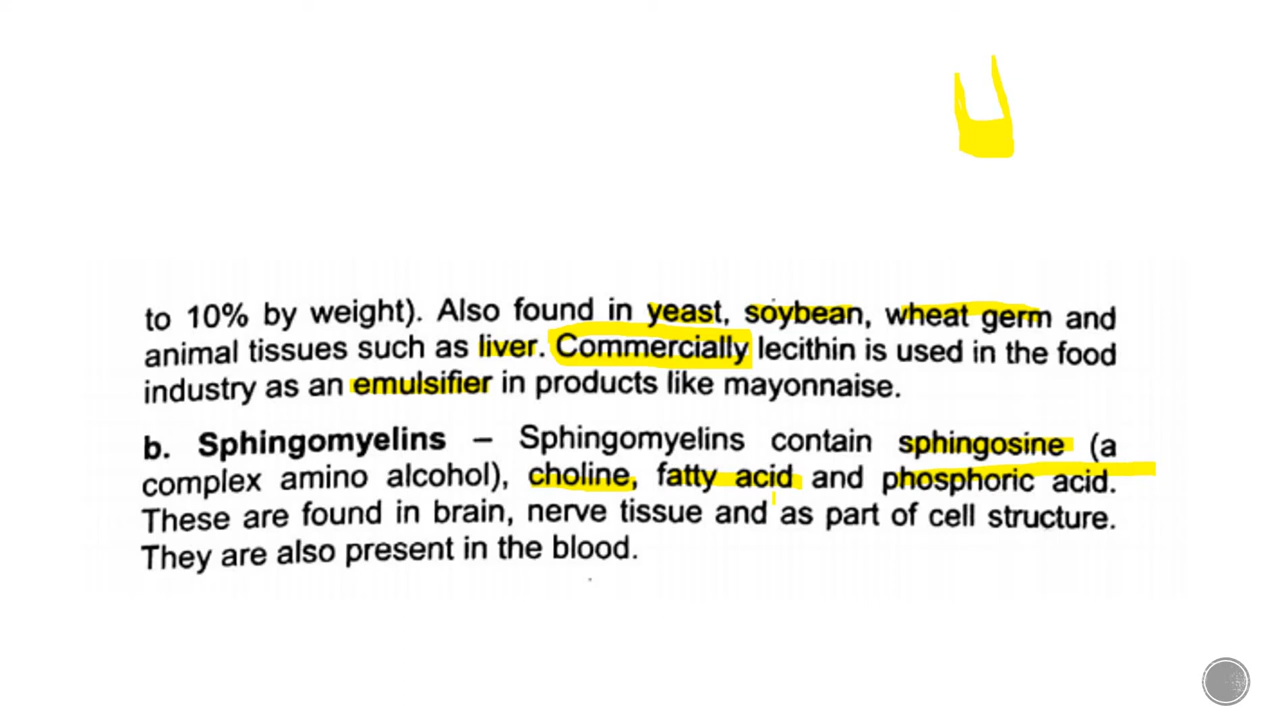 to 10% by weight). Also found in yeast, soybean, wheat germ and
animal tissues such as liver. Commercially lecithin is used in the food
industry as an emulsifier in products like mayonnaise.
b. Sphingomyelins – Sphingomyelins contain sphingosine (a
complex amino alcohol), choline, fatty acid and phosphoric acid.
These are found in brain, nerve tissue and as part of cell structure.
They are also present in the blood.